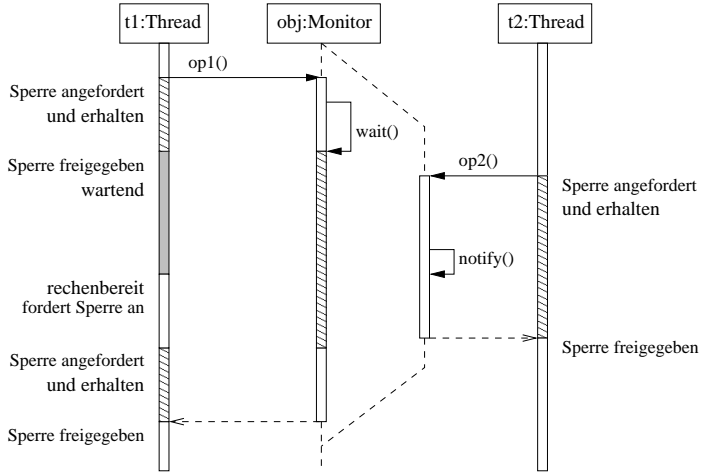 t1:Thread
obj:Monitor
t2:Thread
op1()
Sperre angefordert
und erhalten
wait()
Sperre freigegeben
wartend
op2()
Sperre angefordert
und erhalten
notify()
rechenbereit
fordert Sperre an
Sperre freigegeben
Sperre angefordert
und erhalten
Sperre freigegeben